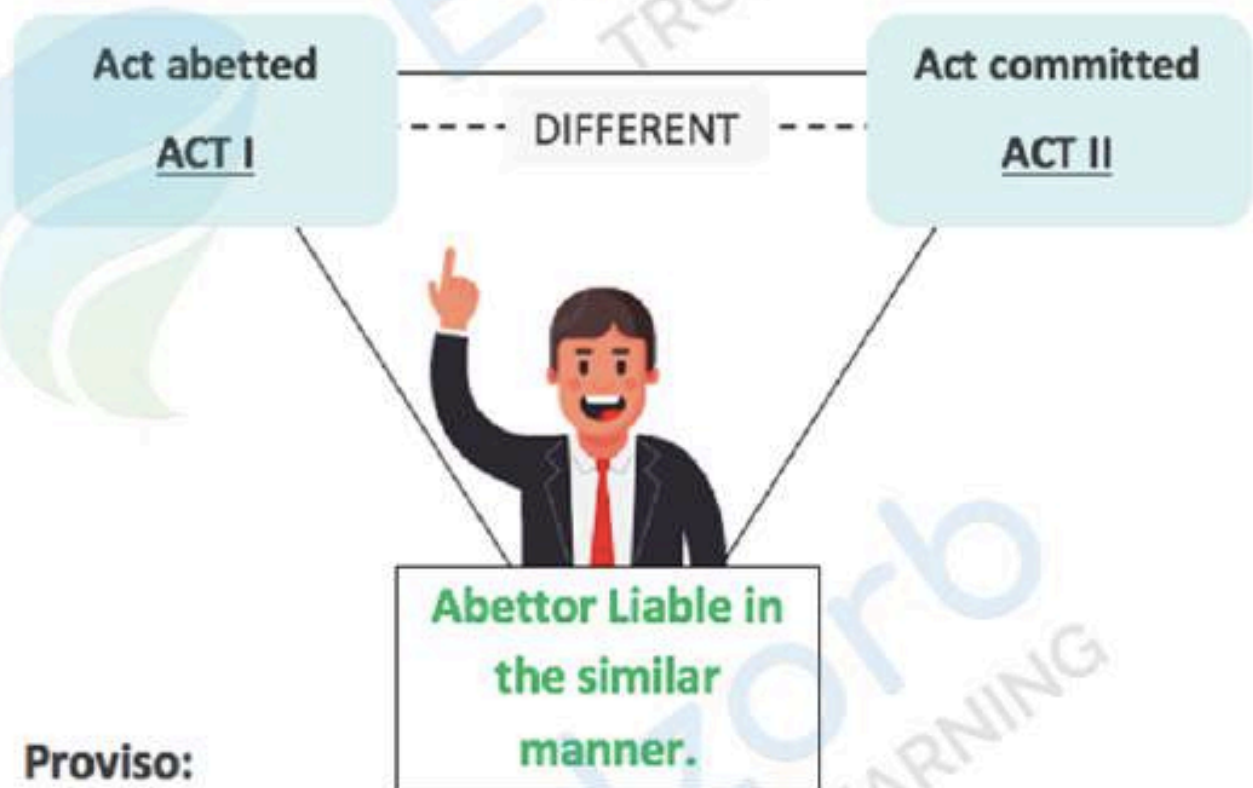 Act abetted
ACT I
DIFFERENT
Act committed
ACT II
Abettor Liable in
the similar
manner.
Proviso: